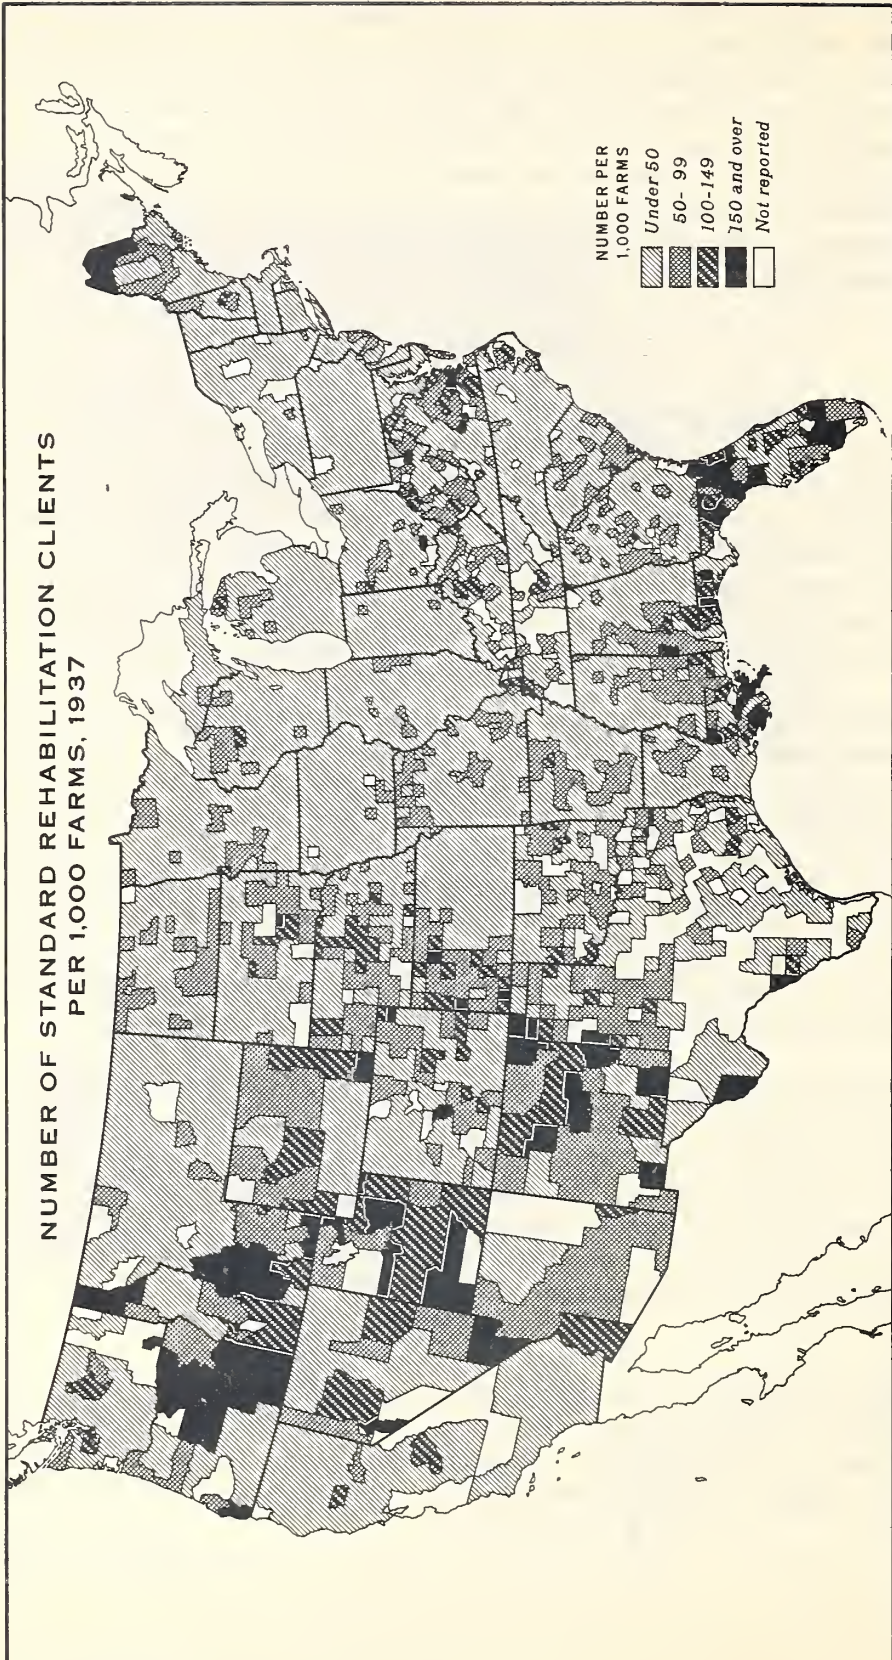 NUMBER OF STANDARD REHABILITATION CLIENTS
PER 1,000 FARMS, 1937
NUMBER PER
1,000 FARMS
Under 50
50- 99
100-149
150 and over
Not reported